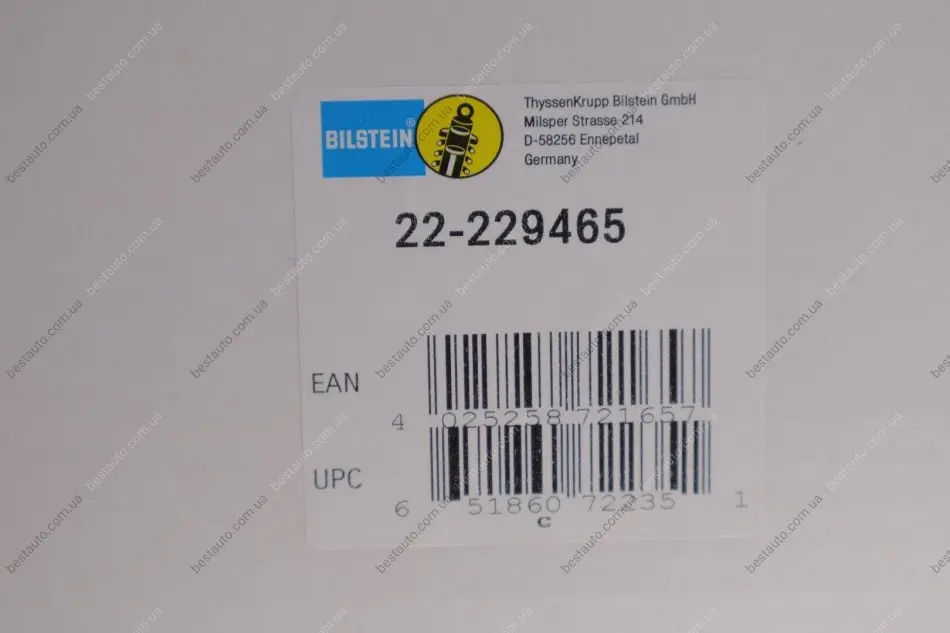 BILSTEIN®
ThyssenKrupp Bilstein GmbH
Milsper Strasse 214
D-58256 Ennepetal
Germany
22-229465
EAN
4 025258 721657
UPC
6 51860 72235 1
C
bestauto.com.ua